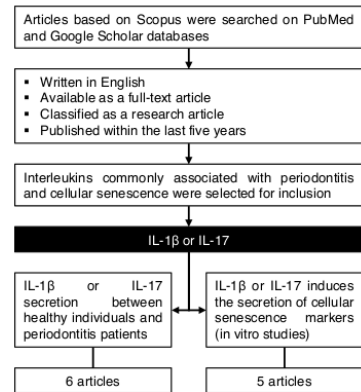 Articles based on Scopus were searched on PubMed
and Google Scholar databases
▪ Written in English
▪ Available as a full-text article
▪ Classified as a research article
▪ Published within the last five years
Interleukins commonly associated with periodontitis
and cellular senescence were selected for inclusion
IL-1β or IL-17
IL-1β or IL-17
secretion between
healthy individuals and
periodontitis patients
IL-1β or IL-17 induces
the secretion of cellular
senescence markers
(in vitro studies)
6 articles
5 articles